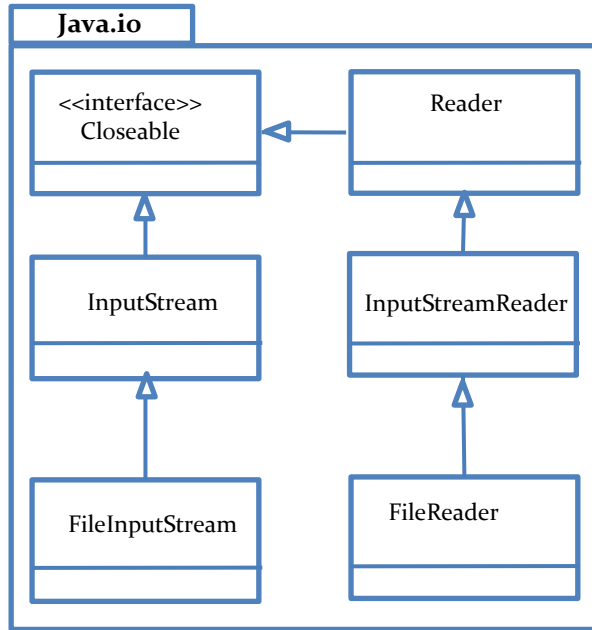 Java.io
<<interface>>
Closeable
Reader
InputStream
InputStreamReader
FileInputStream
FileReader